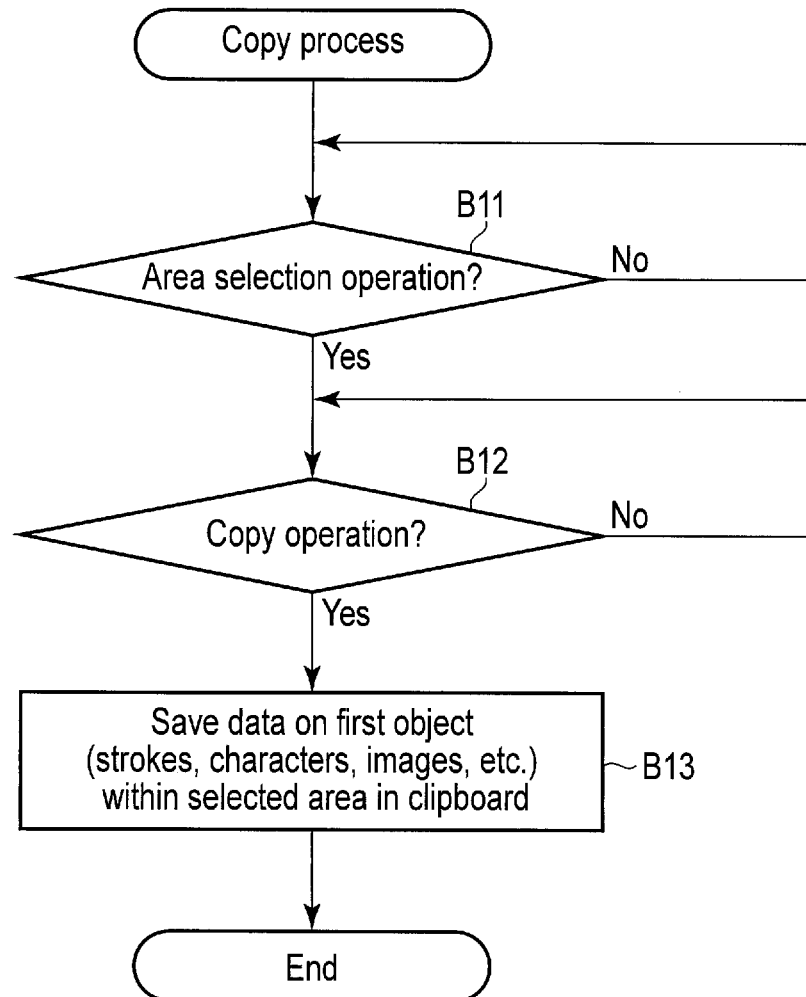 Copy process
B11
Area selection operation?
No
Yes
B12
Copy operation?
No
Yes
Save data on first object
(strokes, characters, images, etc.)
within selected area in clipboard
B13
End